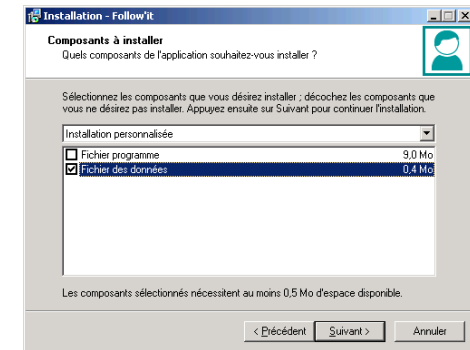 Installation - Follow'it
Composants à installer
Quels composants de l'application souhaitez-vous installer ?
Sélectionnez les composants que vous désirez installer ; décochez les composants que
vous ne désirez pas installer. Appuyez ensuite sur Suivant pour continuer l'installation.
Installation personnalisée
Fichier programme 9,0 Mo
Fichier des données 0,4 Mo
Les composants sélectionnés nécessitent au moins 0,5 Mo d'espace disponible.
< Précédent Suivant > Annuler